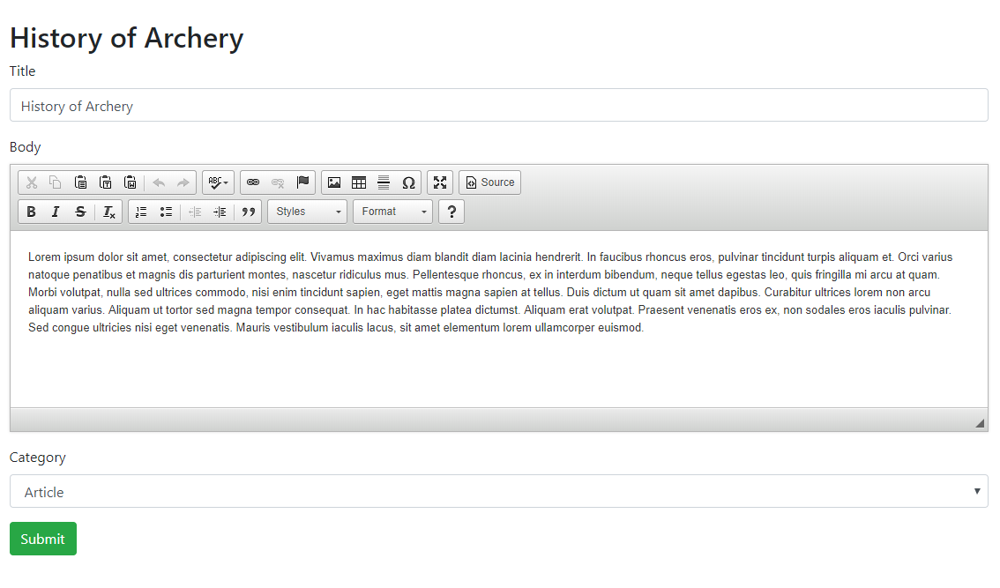 History of Archery
Title
History of Archery
Body
ABC
Source
B I S Tx
Styles
Format
?
Lorem ipsum dolor sit amet, consectetur adipiscing elit. Vivamus maximus diam blandit diam lacinia hendrerit. In faucibus rhoncus eros, pulvinar tincidunt turpis aliquam et. Orci varius
natoque penatibus et magnis dis parturient montes, nascetur ridiculus mus. Pellentesque rhoncus, ex in interdum bibendum, neque tellus egestas leo, quis fringilla mi arcu at quam.
Morbi volutpat, nulla sed ultrices commodo, nisi enim tincidunt sapien, eget mattis magna sapien at tellus. Duis dictum ut quam sit amet dapibus. Curabitur ultrices lorem non arcu
aliquam varius. Aliquam ut tortor sed magna tempor consequat. In hac habitasse platea dictumst. Aliquam erat volutpat. Praesent venenatis eros ex, non sodales eros iaculis pulvinar.
Sed congue ultricies nisi eget venenatis. Mauris vestibulum iaculis lacus, sit amet elementum lorem ullamcorper euismod.
Category
Article
Submit